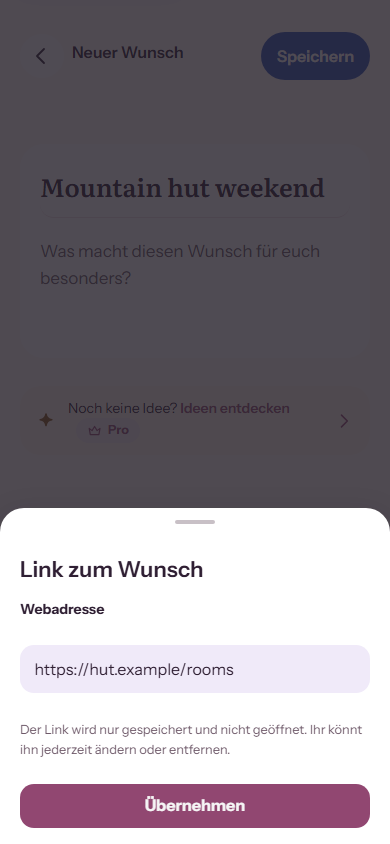 Neuer Wunsch
Speichern
Mountain hut weekend
Was macht diesen Wunsch für euch
besonders?
Noch keine Idee? Ideen entdecken
Pro
Link zum Wunsch
Webadresse
https://hut.example/rooms
Der Link wird nur gespeichert und nicht geöffnet. Ihr könnt
ihn jederzeit ändern oder entfernen.
Übernehmen